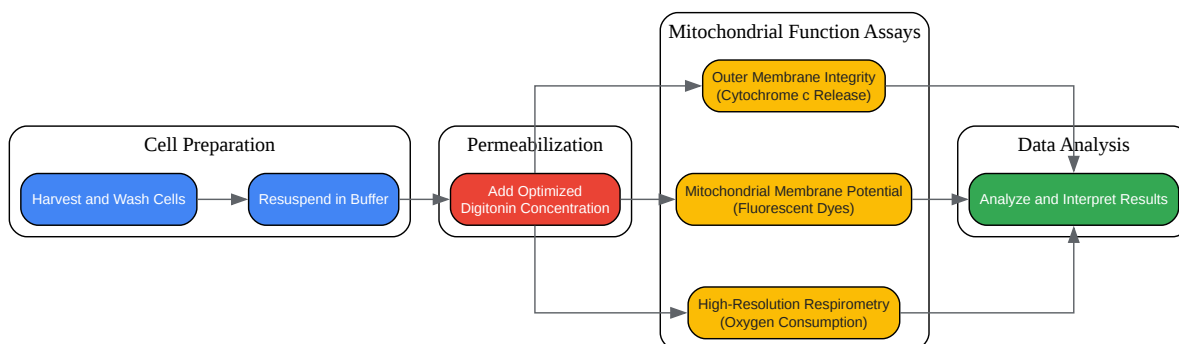 Cell Preparation
Harvest and Wash Cells
Resuspend in Buffer
Permeabilization
Add Optimized
Digitonin Concentration
Mitochondrial Function Assays
Outer Membrane Integrity
(Cytochrome c Release)
Mitochondrial Membrane Potential
(Fluorescent Dyes)
High-Resolution Respirometry
(Oxygen Consumption)
Data Analysis
Analyze and Interpret Results